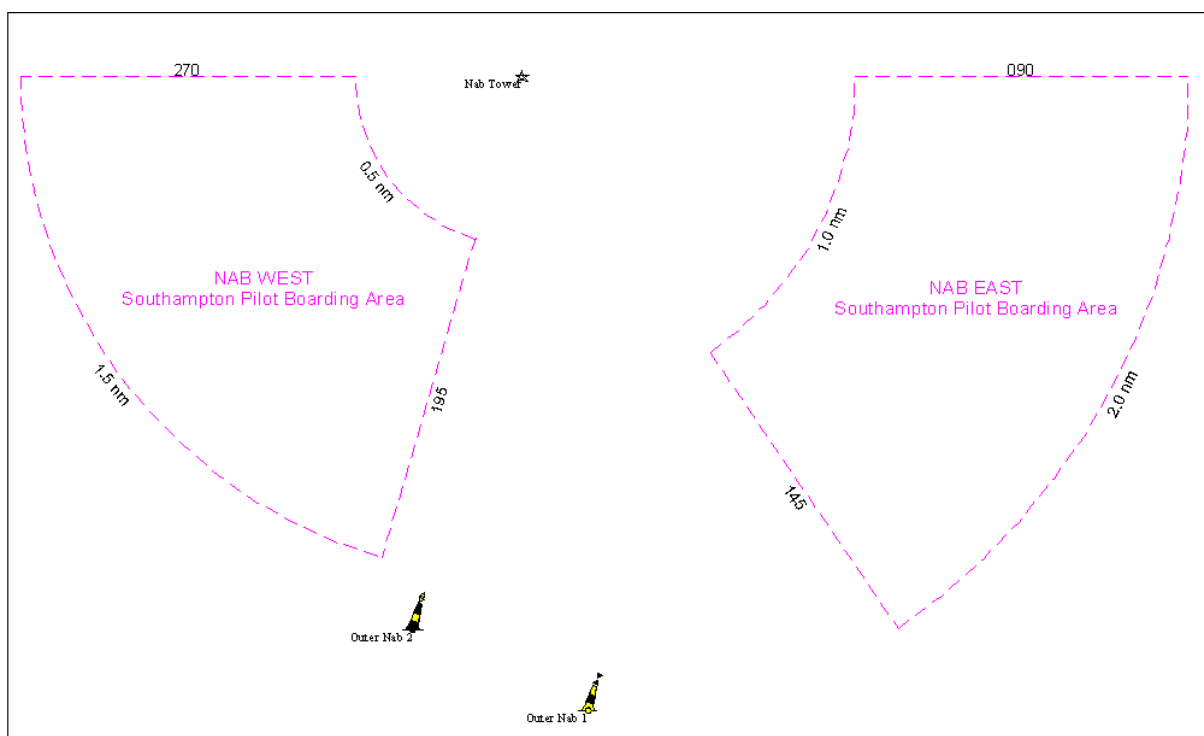 270
Nab Tower
090
0.5 nm
1.0 nm
NAB WEST
Southampton Pilot Boarding Area
NAB EAST
Southampton Pilot Boarding Area
1.5 nm
195
2.0 nm
145
Outer Nab 2
Outer Nab 1